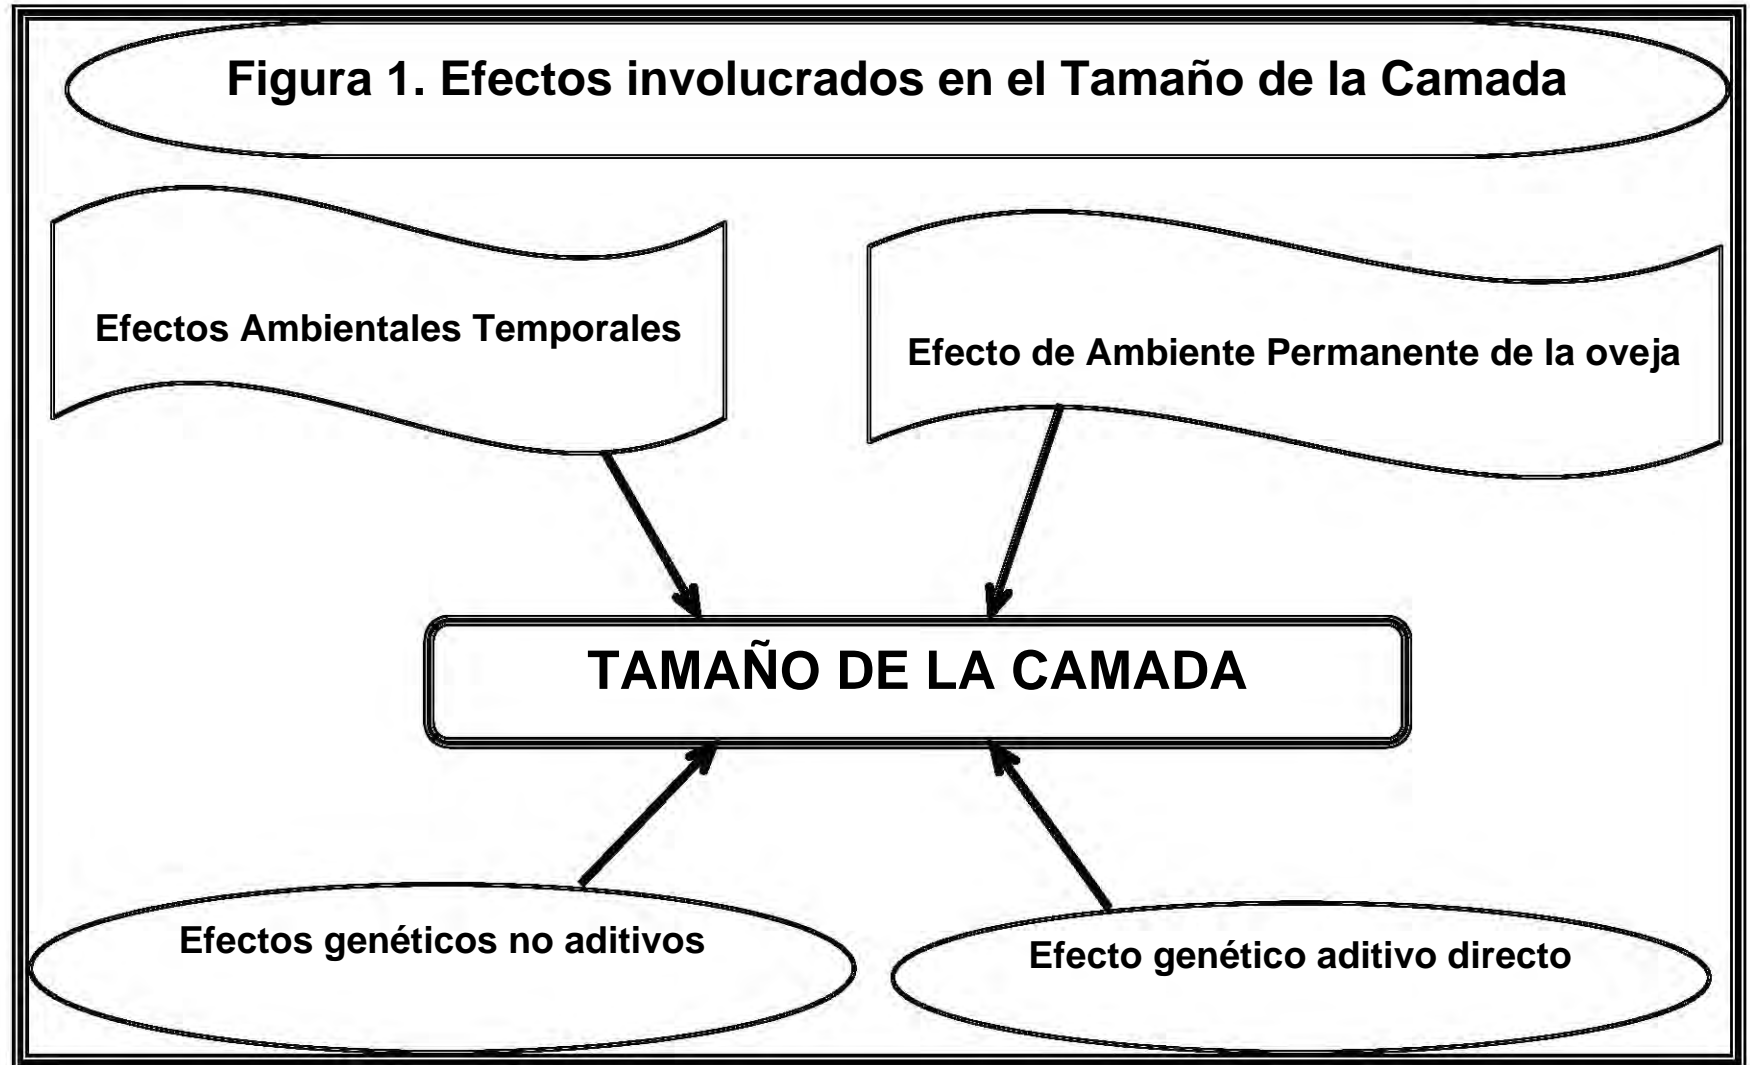 Figura 1. Efectos involucrados en el Tamaño de la Camada
Efectos Ambientales Temporales
Efecto de Ambiente Permanente de la oveja
TAMAÑO DE LA CAMADA
Efectos genéticos no aditivos
Efecto genético aditivo directo